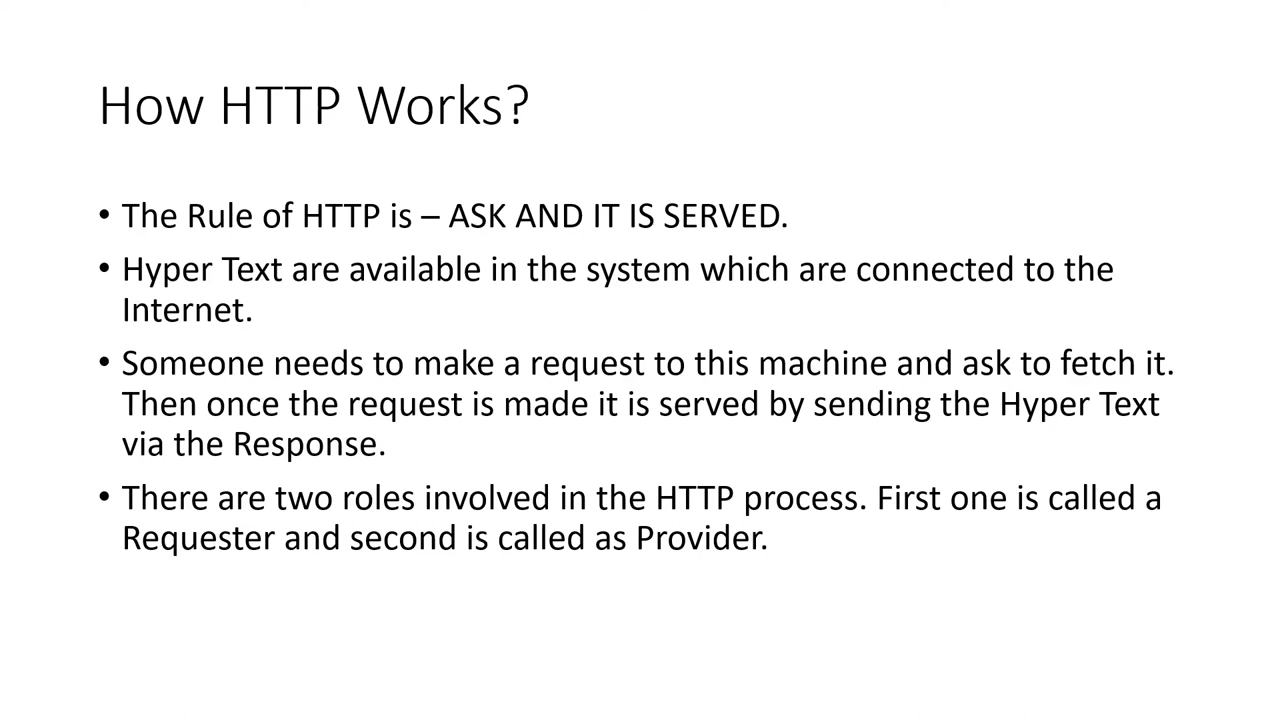 How HTTP Works?
• The Rule of HTTP is – ASK AND IT IS SERVED.
• Hyper Text are available in the system which are connected to the
Internet.
• Someone needs to make a request to this machine and ask to fetch it.
Then once the request is made it is served by sending the Hyper Text
via the Response.
• There are two roles involved in the HTTP process. First one is called a
Requester and second is called as Provider.